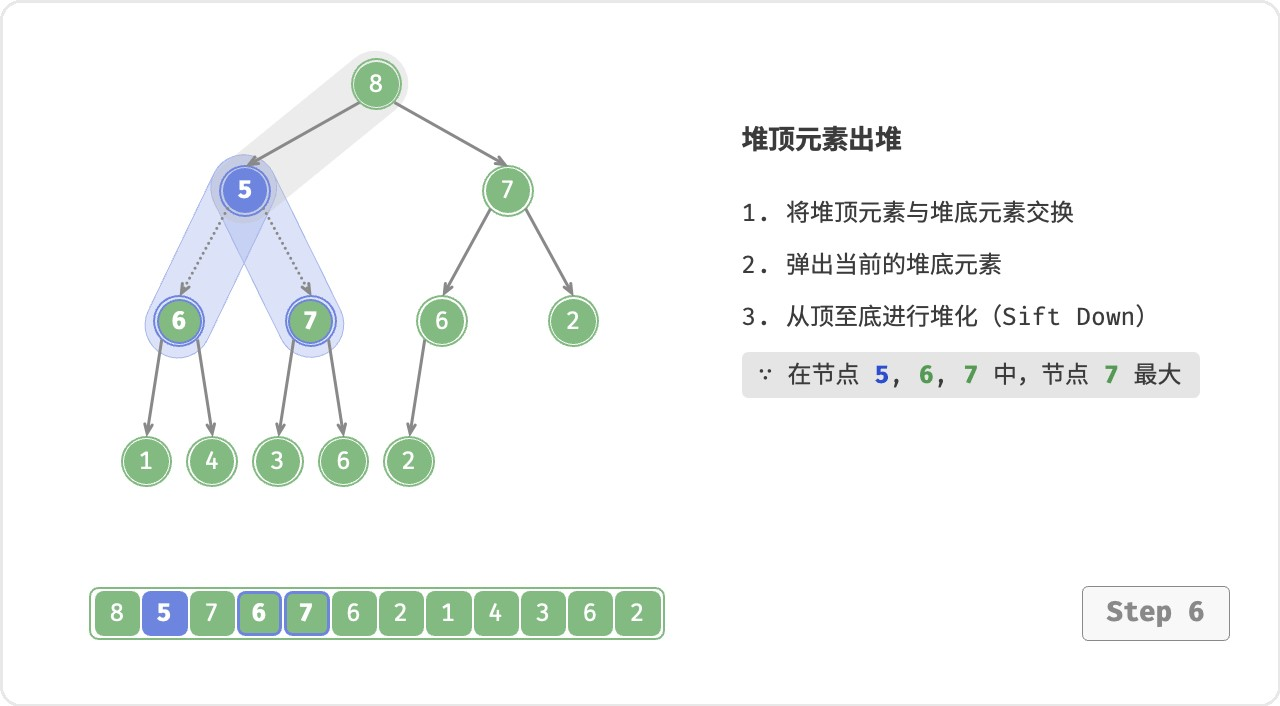 8
堆顶元素出堆
5 7
1. 将堆顶元素与堆底元素交换
2. 弹出当前的堆底元素
6 7 6 2
3. 从顶至底进行堆化（Sift Down）
∵ 在节点 5, 6, 7 中，节点 7 最大
1 4 3 6 2
8 5 7 6 7 6 2 1 4 3 6 2
Step 6